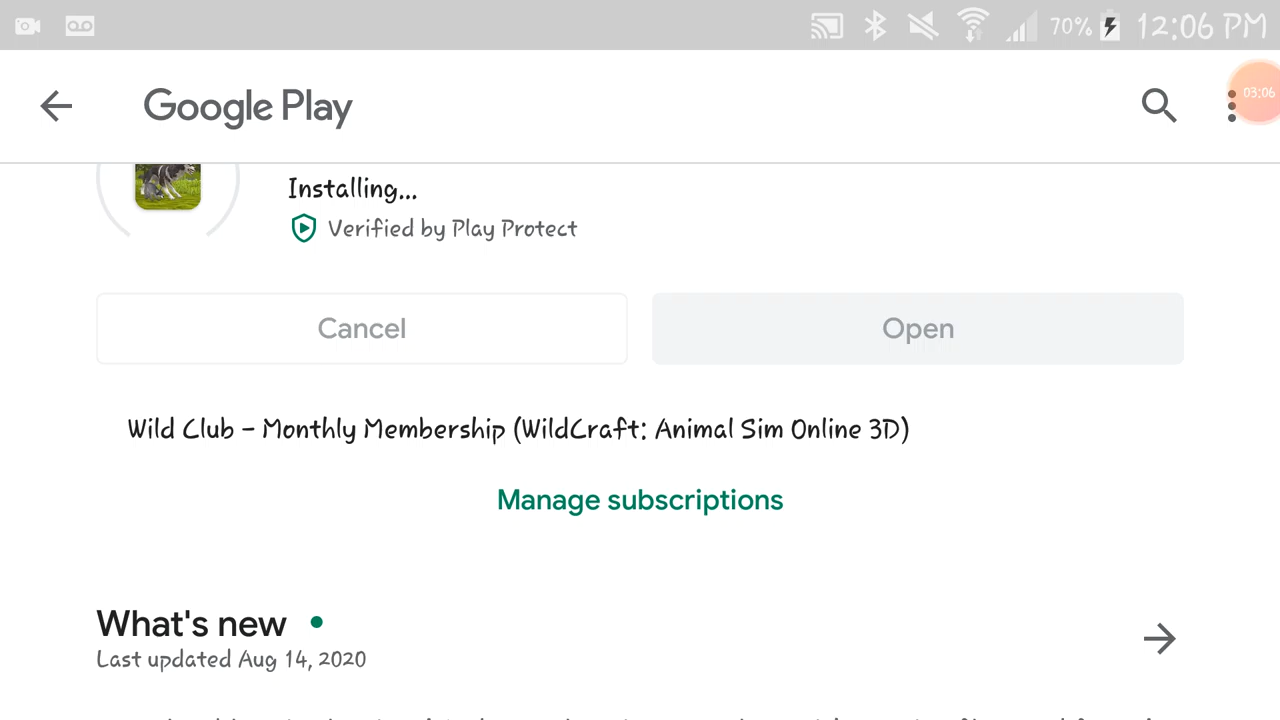 70% 12:06 PM
Google Play
03:06
Installing...
Verified by Play Protect
Cancel
Open
Wild Club – Monthly Membership (WildCraft: Animal Sim Online 3D)
Manage subscriptions
What's new
Last updated Aug 14, 2020